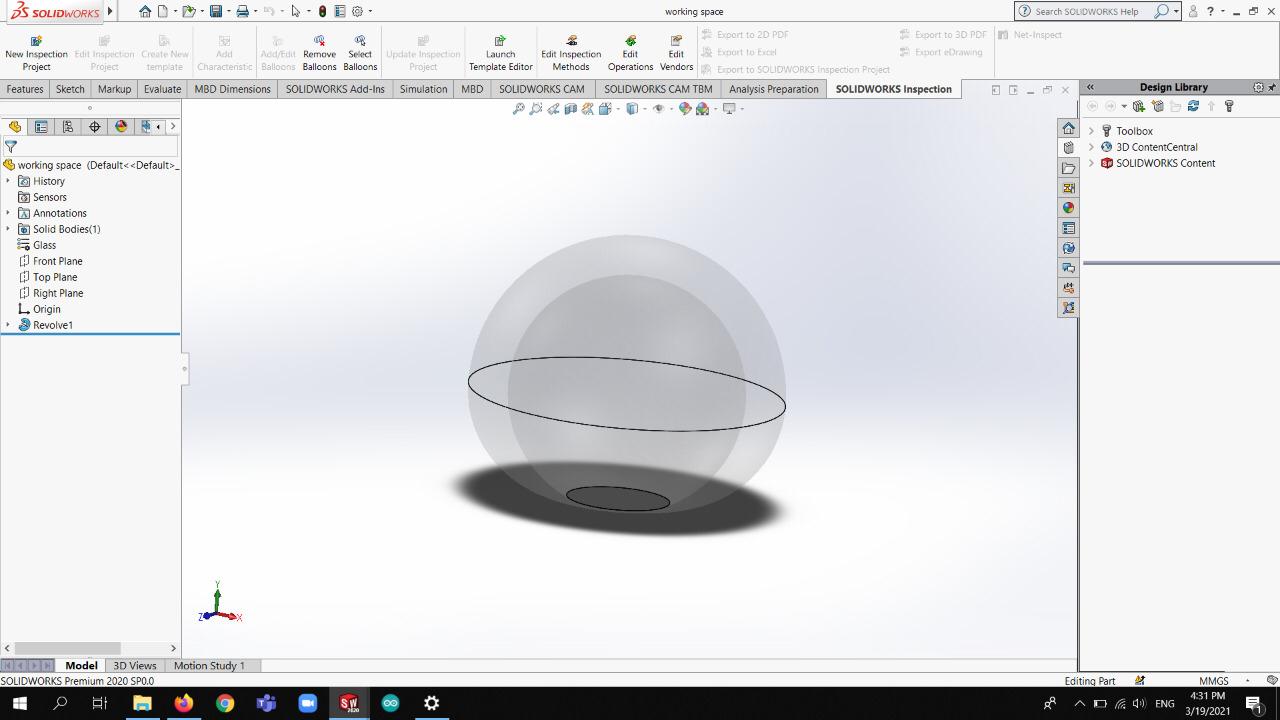 SOLIDWORKS
working space
Search SOLIDWORKS Help
New Inspection Project
Edit Inspection Project
Create New template
Add Characteristic
Add/Edit Balloons
Remove Balloons
Select Balloons
Update Inspection Project
Launch Template Editor
Edit Inspection Methods
Edit Operations
Edit Vendors
Export to 2D PDF
Export to Excel
Export to SOLIDWORKS Inspection Project
Export to 3D PDF
Export eDrawing
Net-Inspect
Features
Sketch
Markup
Evaluate
MBD Dimensions
SOLIDWORKS Add-Ins
Simulation
MBD
SOLIDWORKS CAM
SOLIDWORKS CAM TBM
Analysis Preparation
SOLIDWORKS Inspection
Design Library
working space (Default<<Default>_
History
Sensors
Annotations
Solid Bodies(1)
Glass
Front Plane
Top Plane
Right Plane
Origin
Revolve1
Toolbox
3D ContentCentral
SOLIDWORKS Content
Y
Z
X
Model
3D Views
Motion Study 1
SOLIDWORKS Premium 2020 SP0.0
Editing Part
MMGS
SW
2020
ENG
4:31 PM
3/19/2021
1